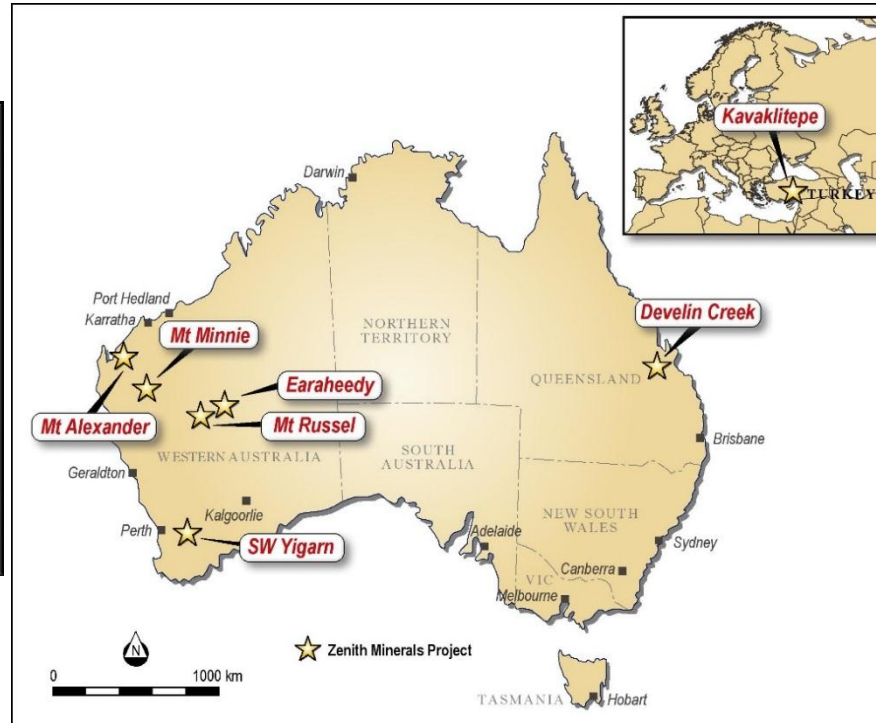 Kavaklitepe
TURKEY
Darwin
Port Hedland
Karratha
Mt Minnie
NORTHERN
TERRITORY
Develin Creek
Earaheedy
QUEENSLAND
Mt Alexander
Mt Russel
Brisbane
WESTERN AUSTRALIA
SOUTH
AUSTRALIA
Geraldton
Kalgoorlie
NEW SOUTH
WALES
Perth
SW Yigarn
Adelaide
Sydney
Canberra
VIC
Melbourne
N
Zenith Minerals Project
0 1000 km
TASMANIA
Hobart